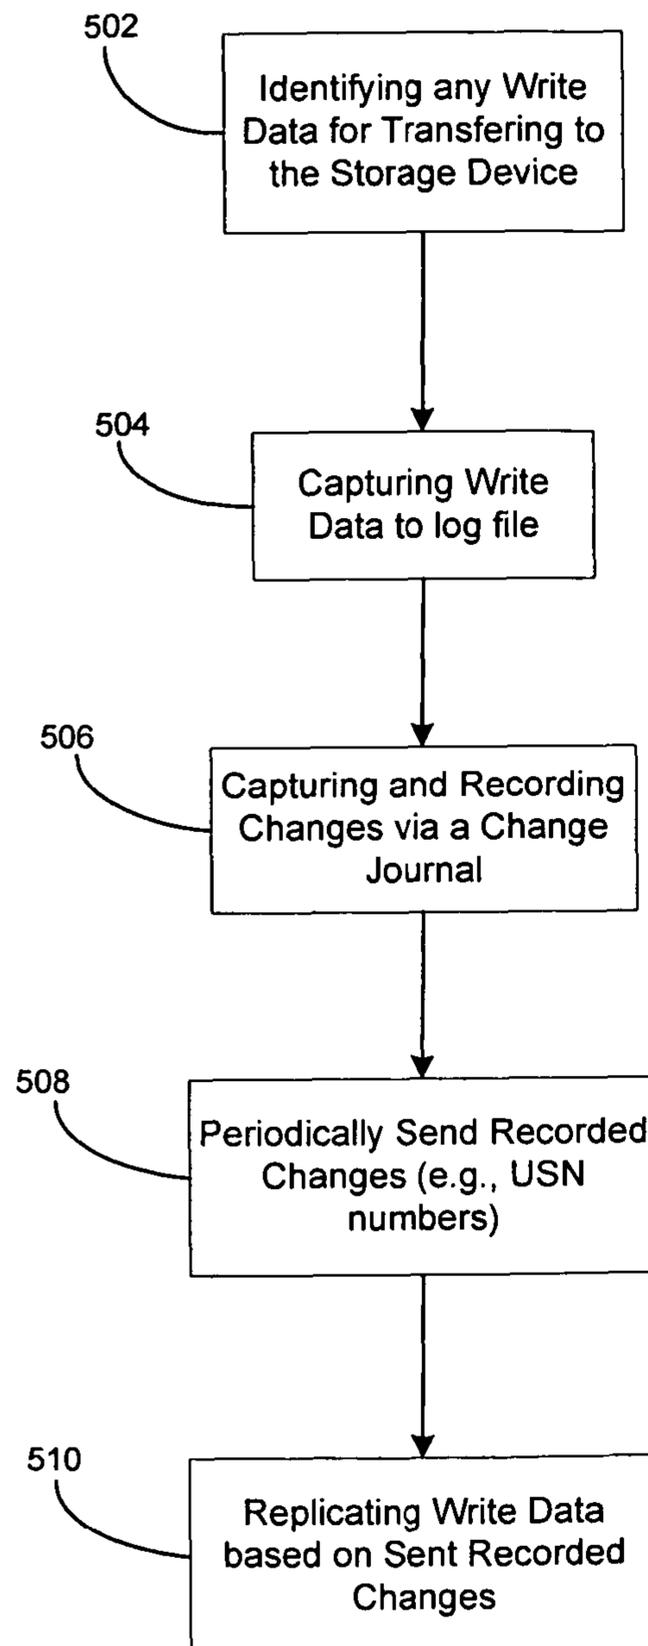 502
Identifying any Write
Data for Transfering to
the Storage Device
504
Capturing Write
Data to log file
506
Capturing and Recording
Changes via a Change
Journal
508
Periodically Send Recorded
Changes (e.g., USN
numbers)
510
Replicating Write Data
based on Sent Recorded
Changes